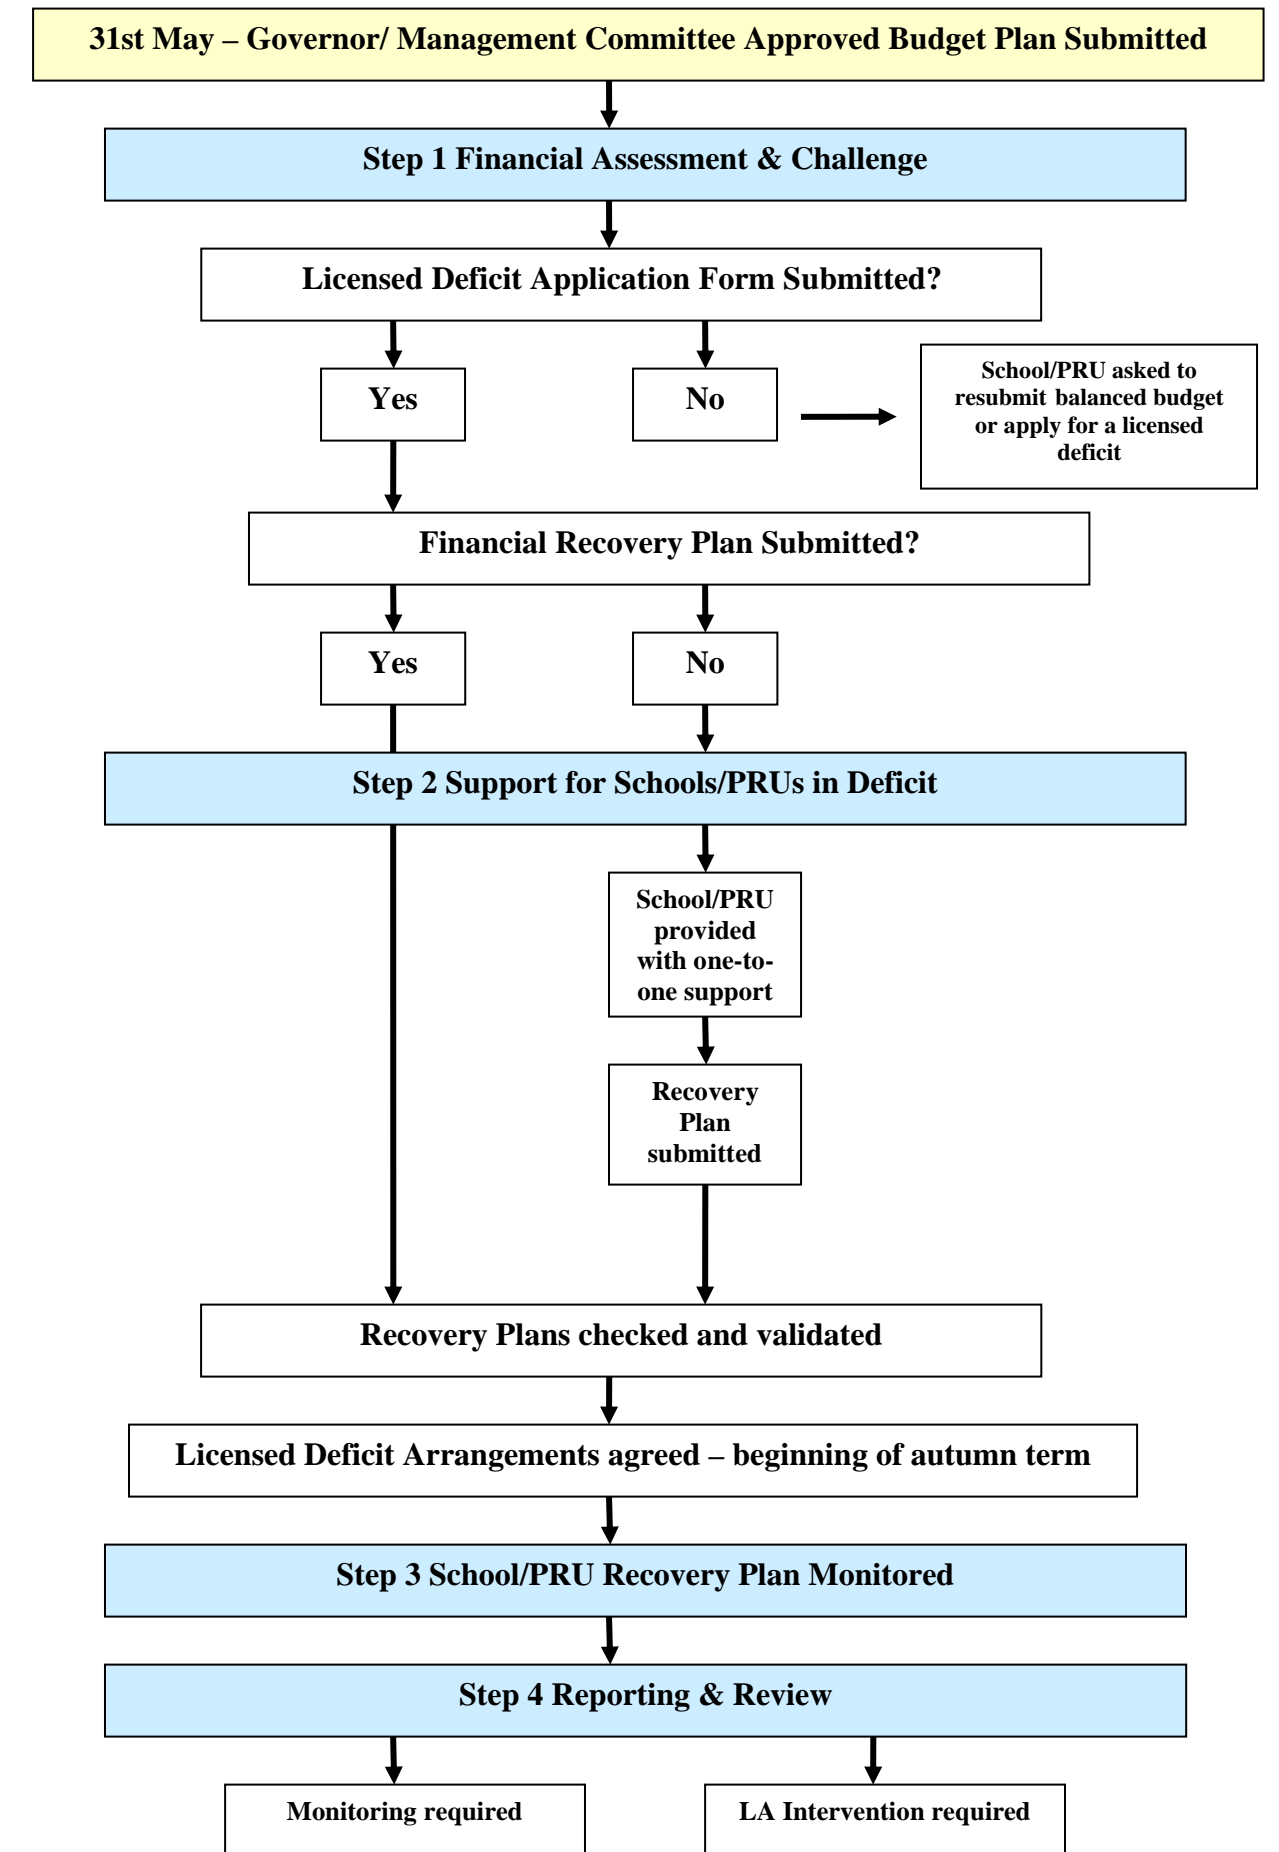 31st May – Governor/ Management Committee Approved Budget Plan Submitted
Step 1 Financial Assessment & Challenge
Licensed Deficit Application Form Submitted?
Yes
No
School/PRU asked to
resubmit balanced budget
or apply for a licensed
deficit
Financial Recovery Plan Submitted?
Yes
No
Step 2 Support for Schools/PRUs in Deficit
School/PRU
provided
with one-to-
one support
Recovery
Plan
submitted
Recovery Plans checked and validated
Licensed Deficit Arrangements agreed – beginning of autumn term
Step 3 School/PRU Recovery Plan Monitored
Step 4 Reporting & Review
Monitoring required
LA Intervention required